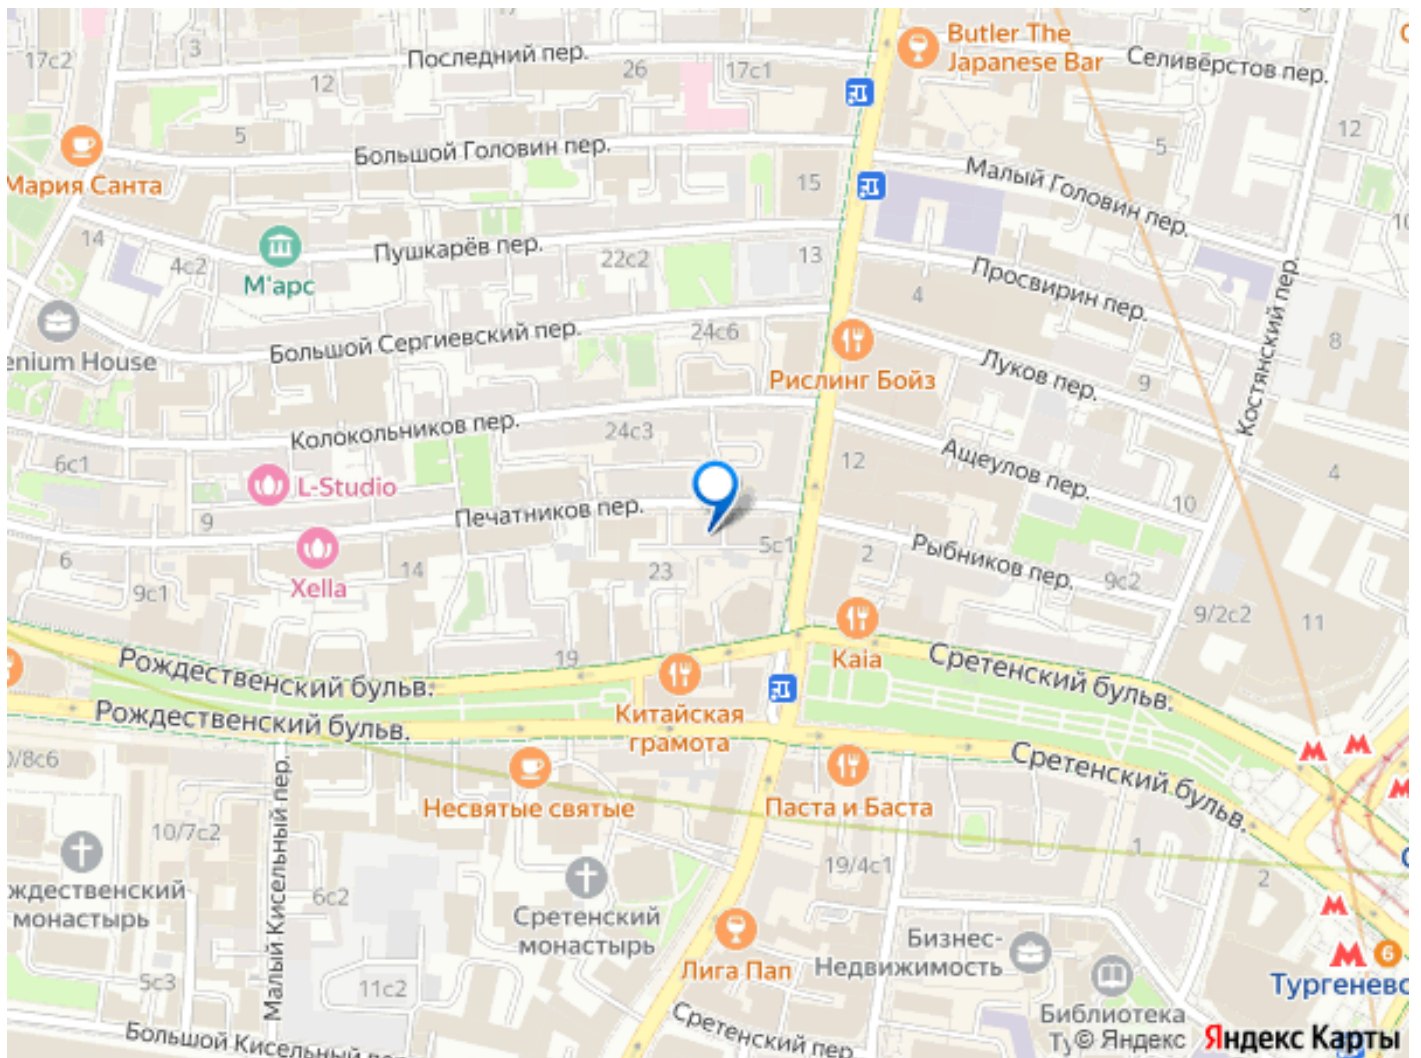 Butler The
Japanese Bar
Последний пер.
Селивёрстов пер.
17с2
3
12
26
17с1
12
5
Большой Головин пер.
5
Мария Санта
15
Малый Головин пер.
14
4с2
М'арс
Пушкарёв пер.
22с2
13
Просвирин пер.
4
enium House
Большой Сергиевский пер.
24с6
Рислинг Бойз
Луков пер.
9
8
Костянский пер.
Колокольников пер.
24с3
12
Ащеулов пер.
4
6с1
L-Studio
9
Печатников пер.
10
6
Xella
14
23
5с1
2
Рыбников пер.
9с2
9с1
9/2с2
11
19
Kaia
Рождественский бульв.
Сретенский бульв.
Рождественский бульв.
Китайская
грамота
Сретенский бульв.
0/8с6
Малый Кисельный пер.
Несвятые святые
Паста и Баста
10/7с2
19/4с1
1
2
ждественский
монастырь
6с2
Сретенский
монастырь
Лига Пап
Бизнес-
Недвижимость
6
Тургеневс
5с3
11с2
Библиотека
Большой Кисельный пер
Сретенский пер.
Ту© Яндекс Яндекс Карты